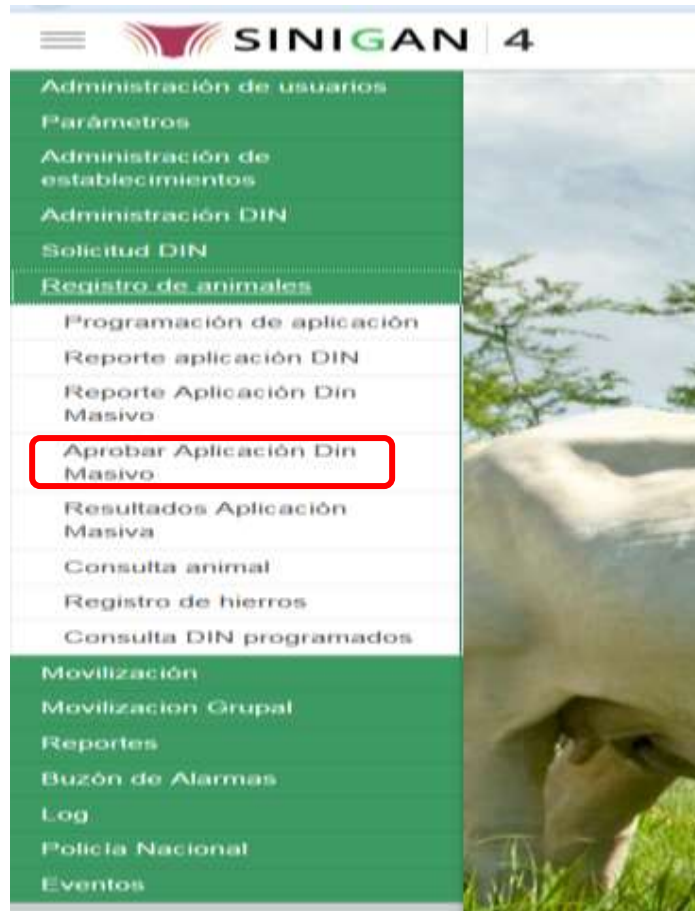 SINIGAN 4
Administración de usuarios
Parámetros
Administración de
establecimientos
Administración DIN
Solicitud DIN
Registro de animales
Programación de aplicación
Reporte aplicación DIN
Reporte Aplicación Din
Masivo
Aprobar Aplicación Din
Masivo
Resultados Aplicación
Masiva
Consulta animal
Registro de hierros
Consulta DIN programados
Movilización
Movilizacion Grupal
Reportes
Buzón de Alarmas
Log
Policía Nacional
Eventos